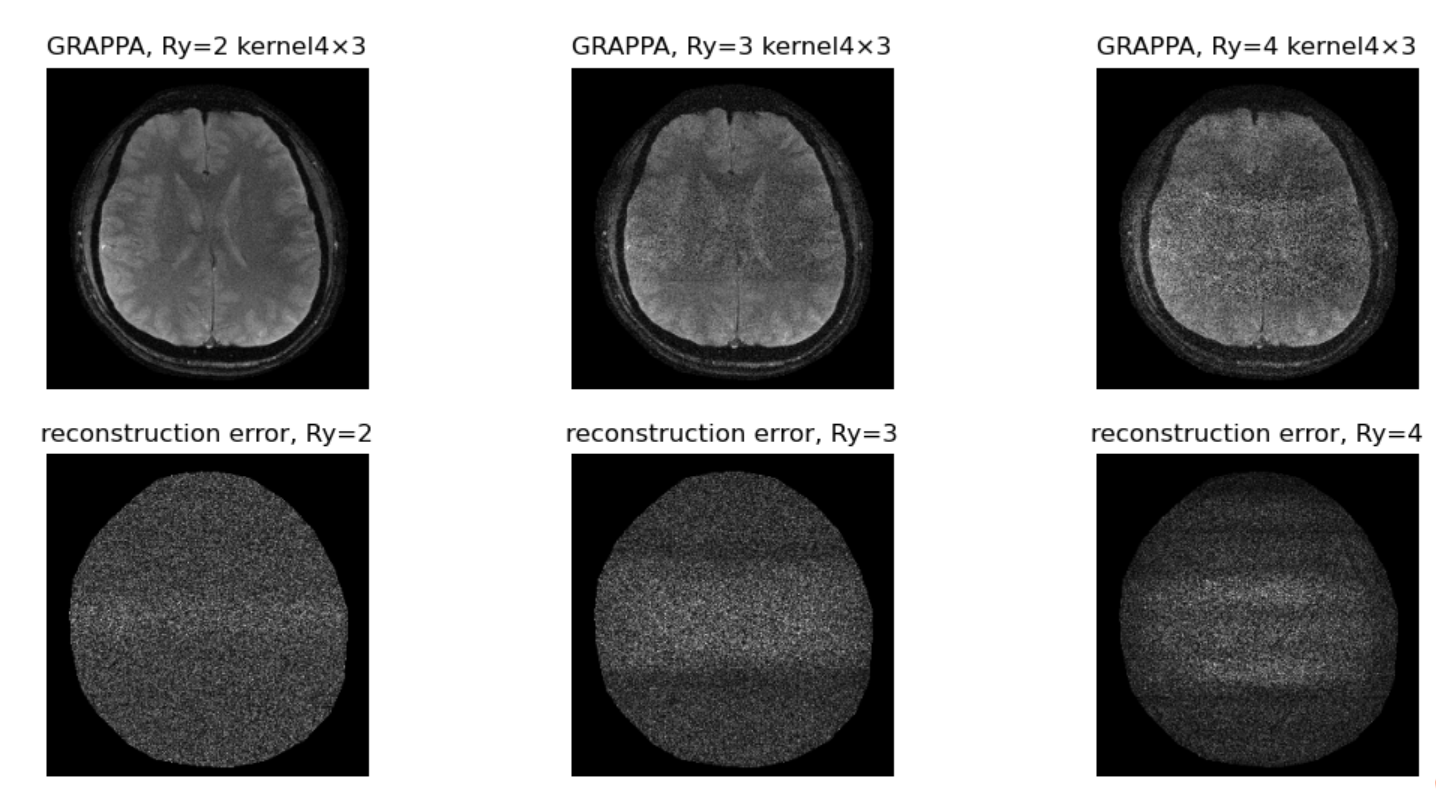 GRAPPA, Ry=2 kernel4×3
GRAPPA, Ry=3 kernel4×3
GRAPPA, Ry=4 kernel4×3
reconstruction error, Ry=2
reconstruction error, Ry=3
reconstruction error, Ry=4